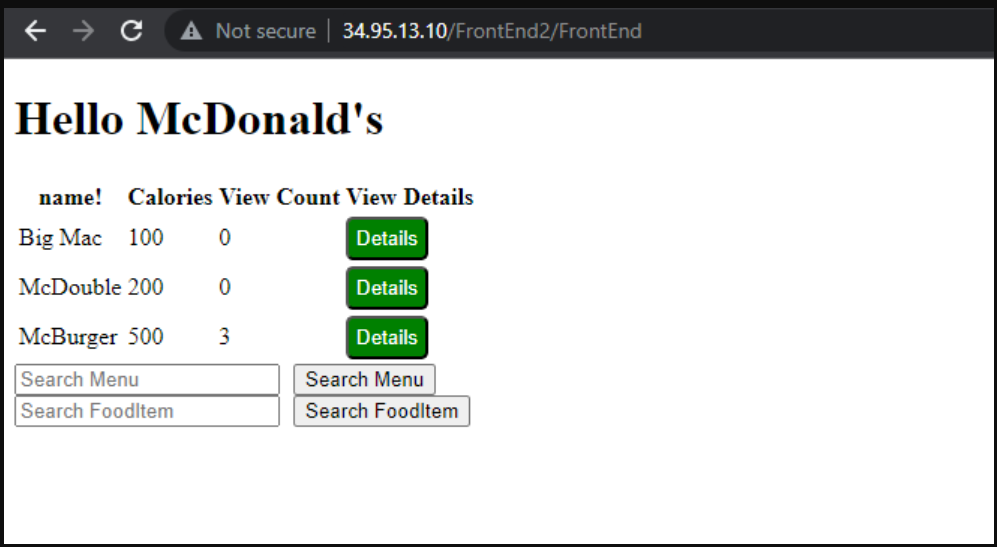 Not secure | 34.95.13.10/FrontEnd2/FrontEnd
Hello McDonald's
name! Calories View Count View Details
Big Mac 100 0 Details
McDouble 200 0 Details
McBurger 500 3 Details
Search Menu Search Menu
Search FoodItem Search FoodItem